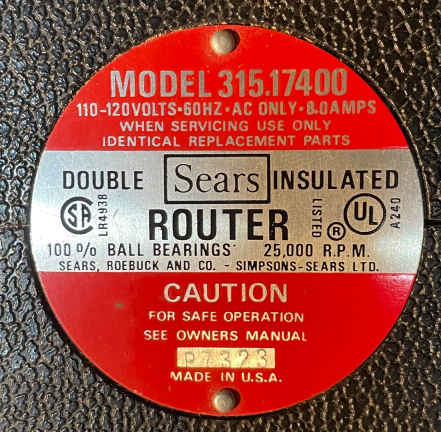 MODEL 315.17400
110-120VOLTS•60HZ•AC ONLY•8.0AMPS
WHEN SERVICING USE ONLY
IDENTICAL REPLACEMENT PARTS
DOUBLE Sears INSULATED
SA LR4938 ROUTER LISTED ® UL A240
100% BALL BEARINGS 25,000 R.P.M.
SEARS, ROEBUCK AND CO. - SIMPSONS-SEARS LTD.
CAUTION
FOR SAFE OPERATION
SEE OWNERS MANUAL
P7323
MADE IN U.S.A.